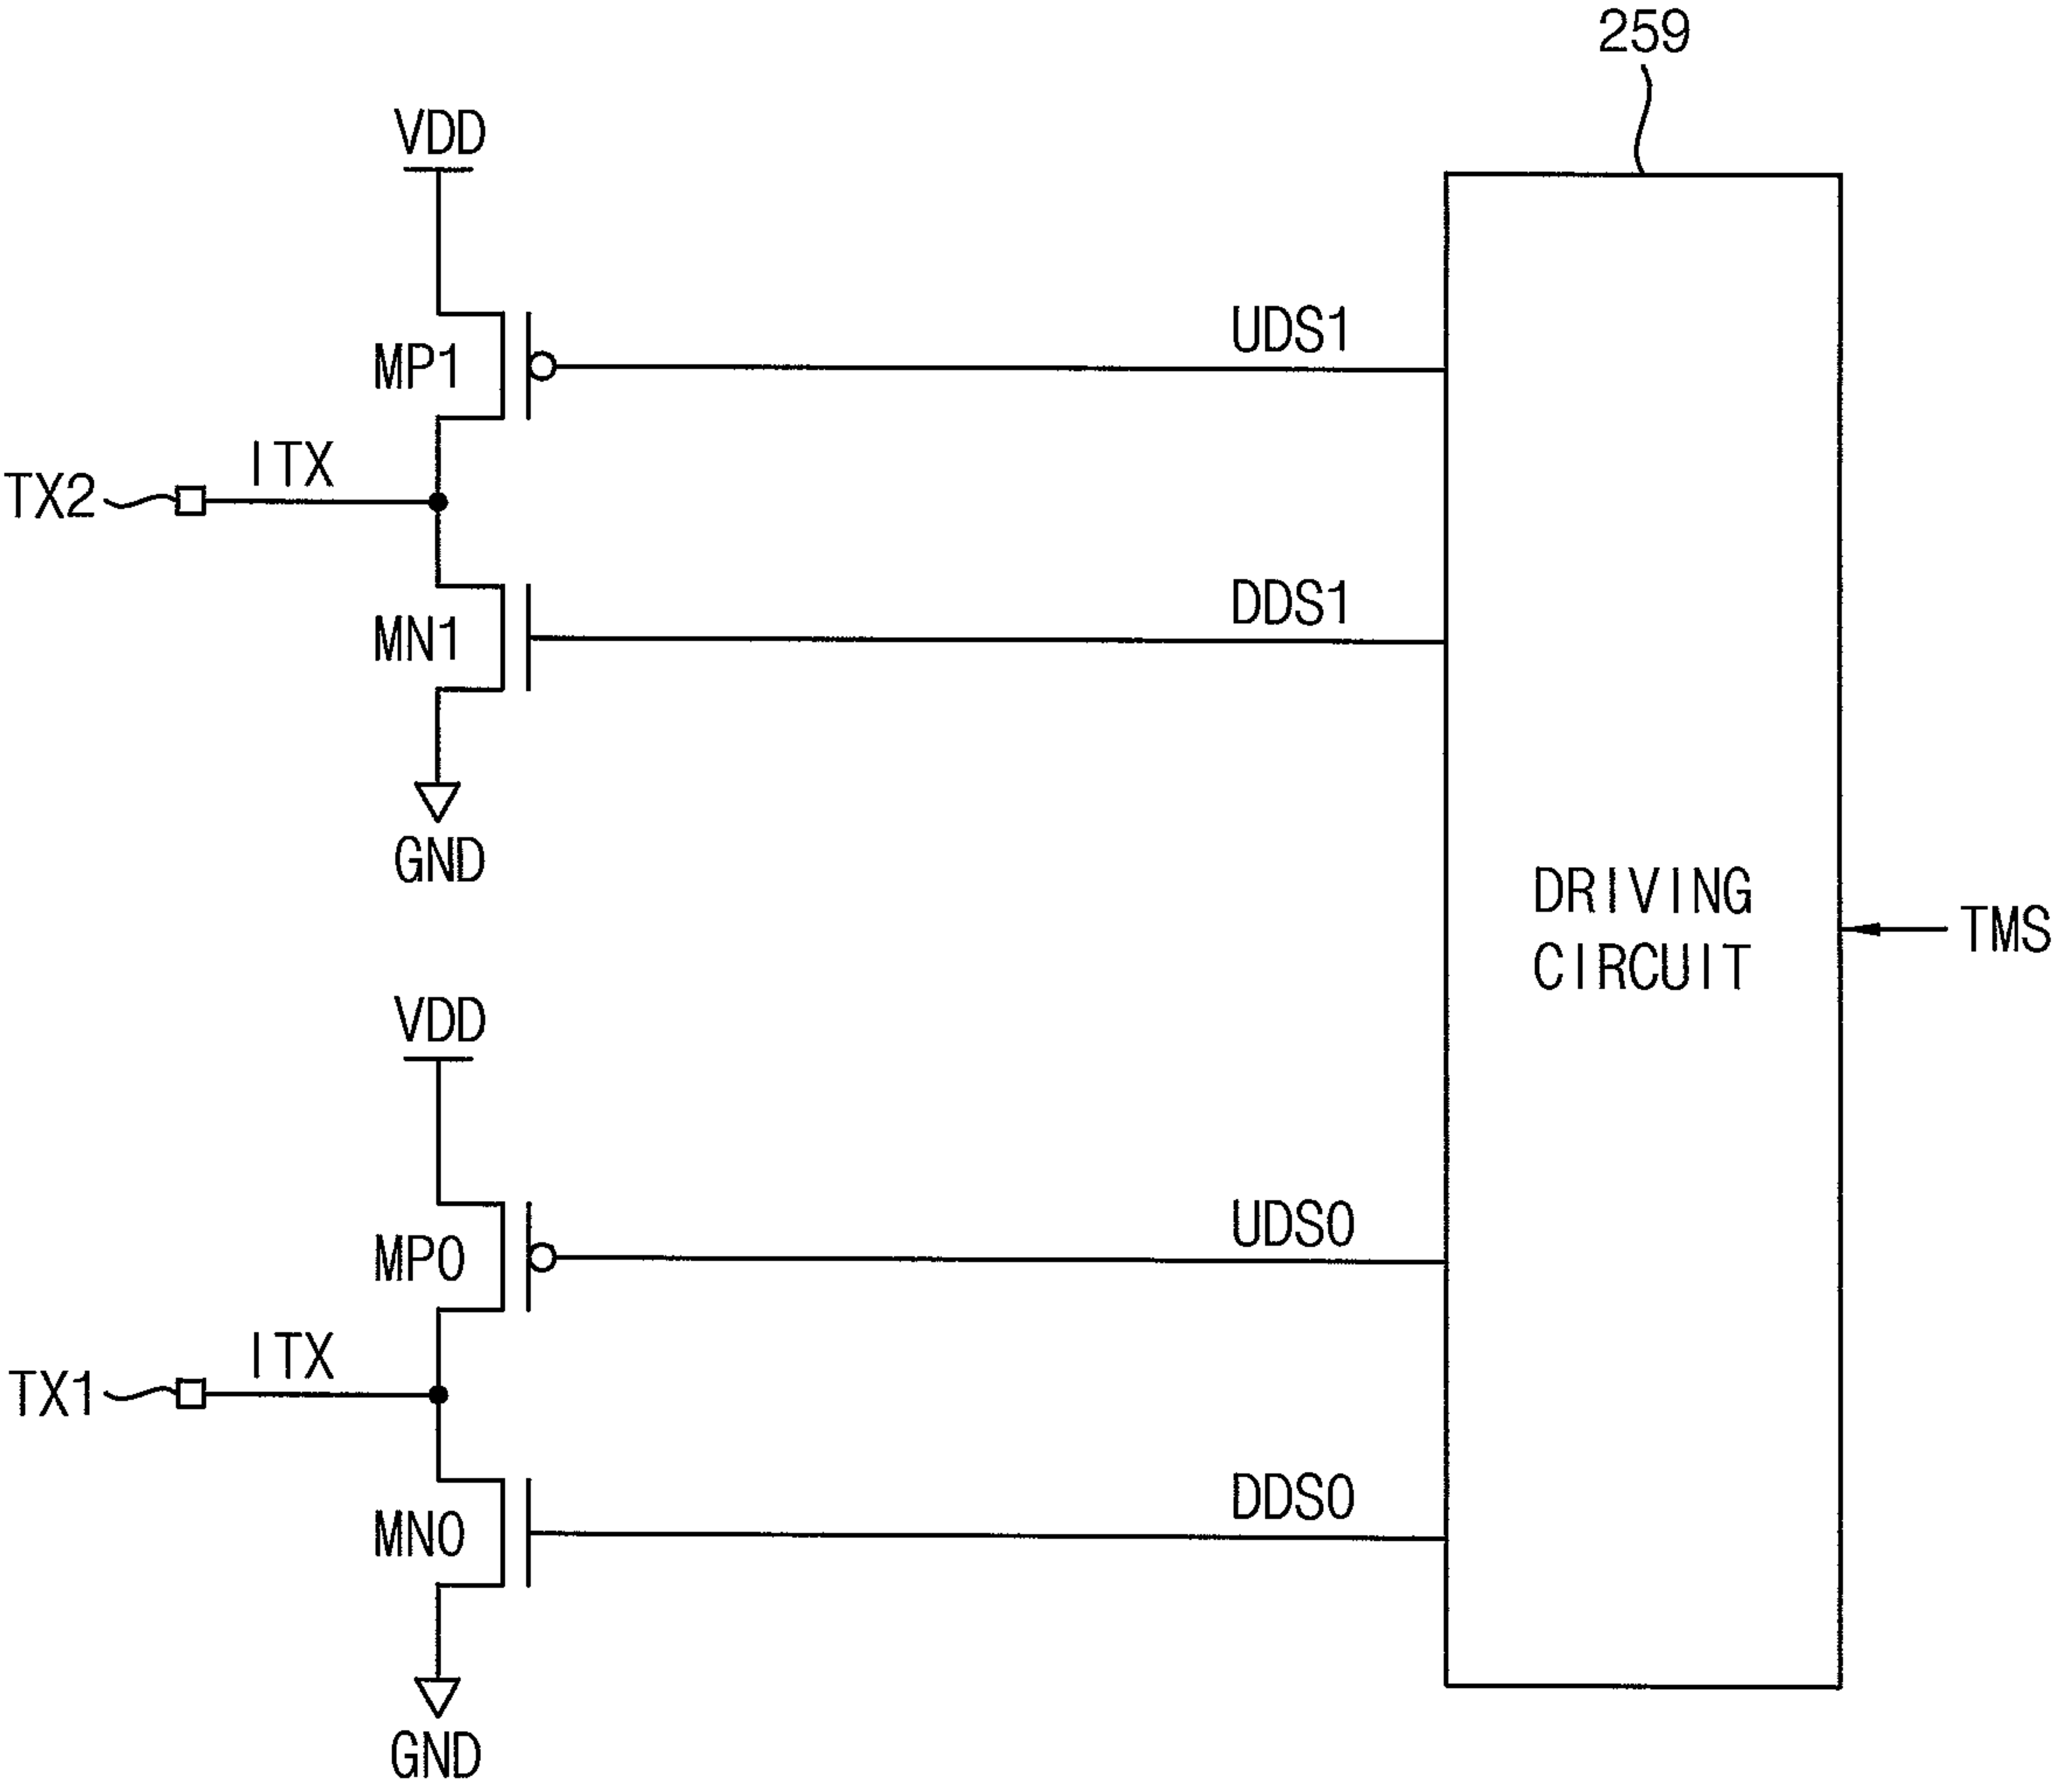 259
VDD
UDS1
MP1
ITX
TX2
DDS1
MN1
GND
DRIVING
CIRCUIT
TMS
VDD
UDS0
MP0
ITX
TX1
DDS0
MN0
GND